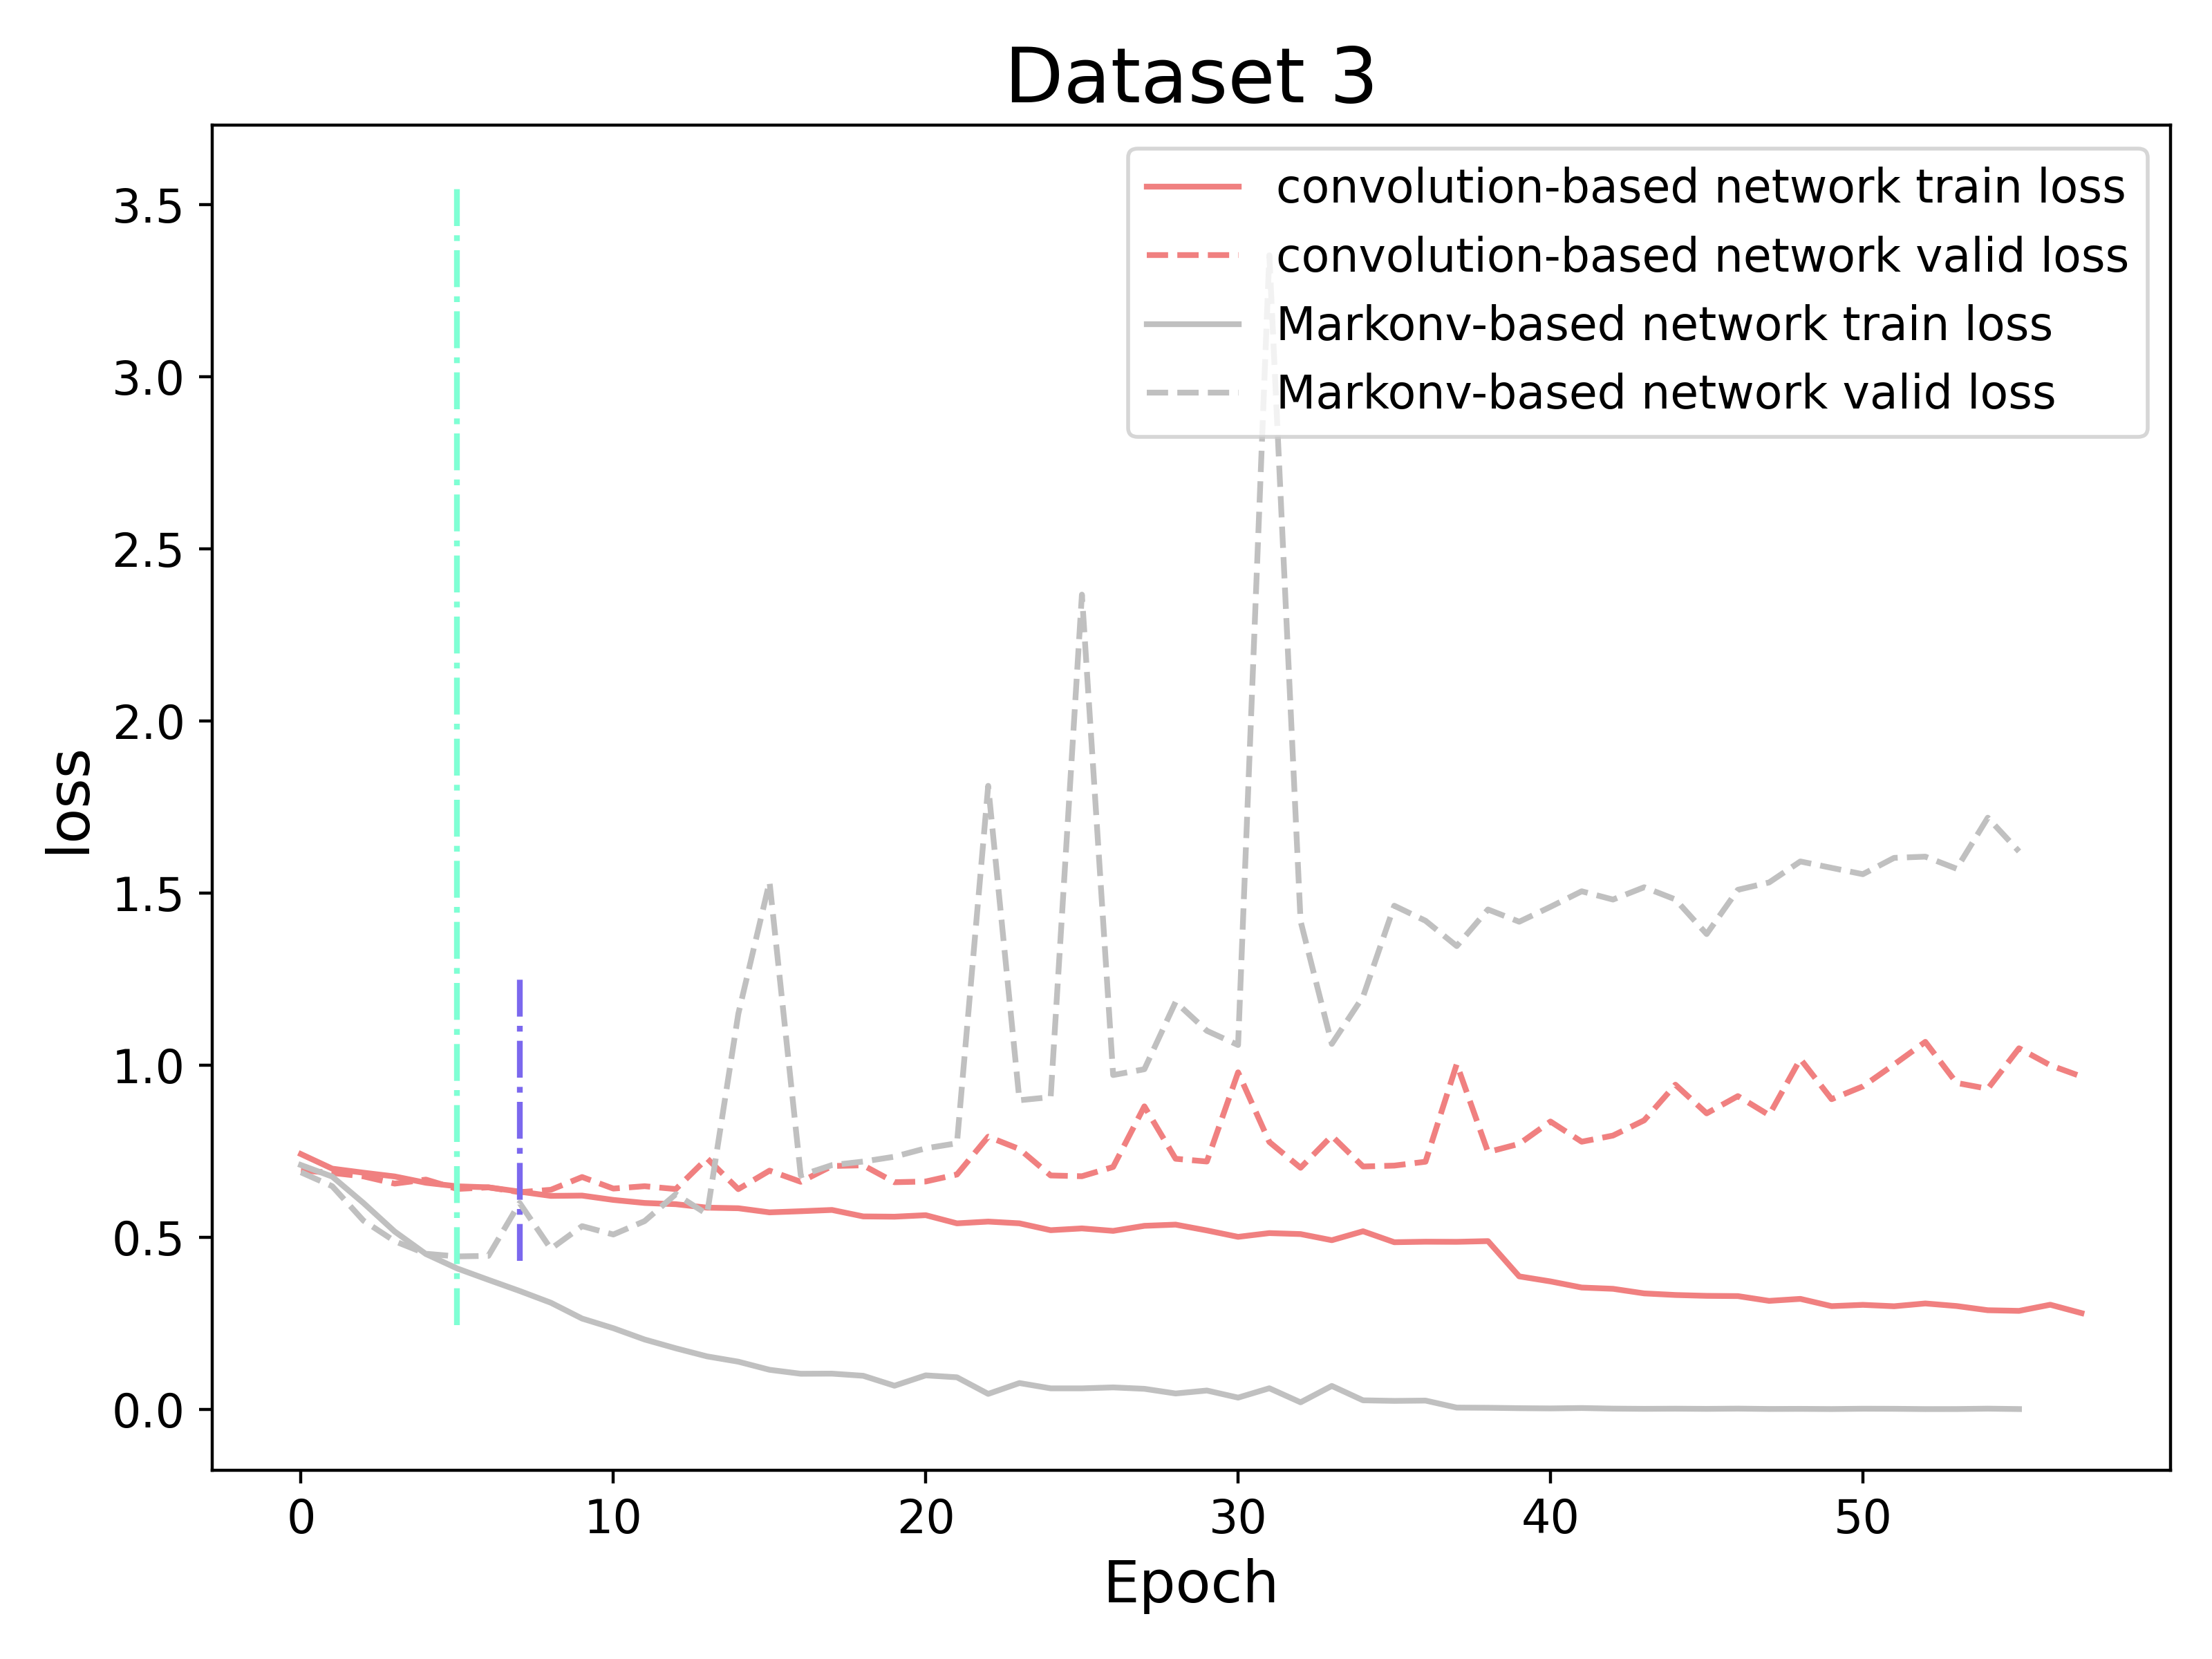 Dataset 3
convolution-based network train loss
convolution-based network valid loss
Markonv-based network train loss
Markonv-based network valid loss
3.5
3.0
2.5
2.0
1.5
1.0
0.5
0.0
loss
0 10 20 30 40 50
Epoch